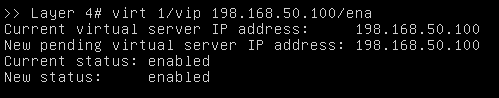 >> Layer 4# virt 1/vip 198.168.50.100/ena
Current virtual server IP address:     198.168.50.100
New pending virtual server IP address: 198.168.50.100
Current status: enabled
New status:     enabled